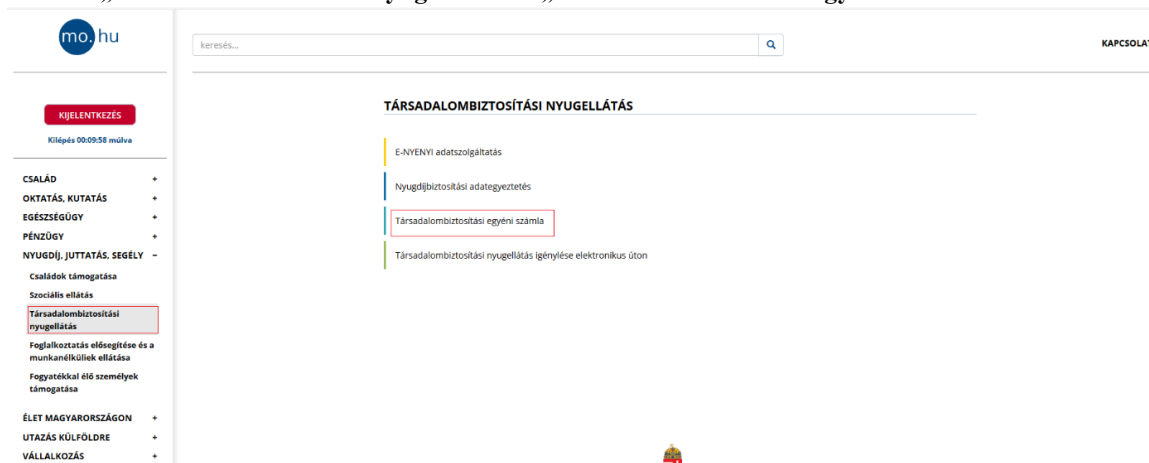 mo.hu
keresés...
KAPCSOLAT
KIJELENTKEZÉS
Kilépés 00:09:58 múlva
CSALÁD +
OKTATÁS, KUTATÁS +
EGÉSZSÉGÜGY +
PÉNZÜGY +
NYUGDÍJ, JUTTATÁS, SEGÉLY –
Családok támogatása
Szociális ellátás
Társadalombiztosítási
nyugellátás
Foglalkoztatás elősegítése és a
munkanélküliek ellátása
Fogyatékkal élő személyek
támogatása
ÉLET MAGYARORSZÁGON +
UTAZÁS KÜLFÖLDRE +
VÁLLALKOZÁS +
TÁRSADALOMBIZTOSÍTÁSI NYUGELLÁTÁS
E-NYENYI adatszolgáltatás
Nyugdíjbiztosítási adategyeztetés
Társadalombiztosítási egyéni számla
Társadalombiztosítási nyugellátás igénylése elektronikus úton